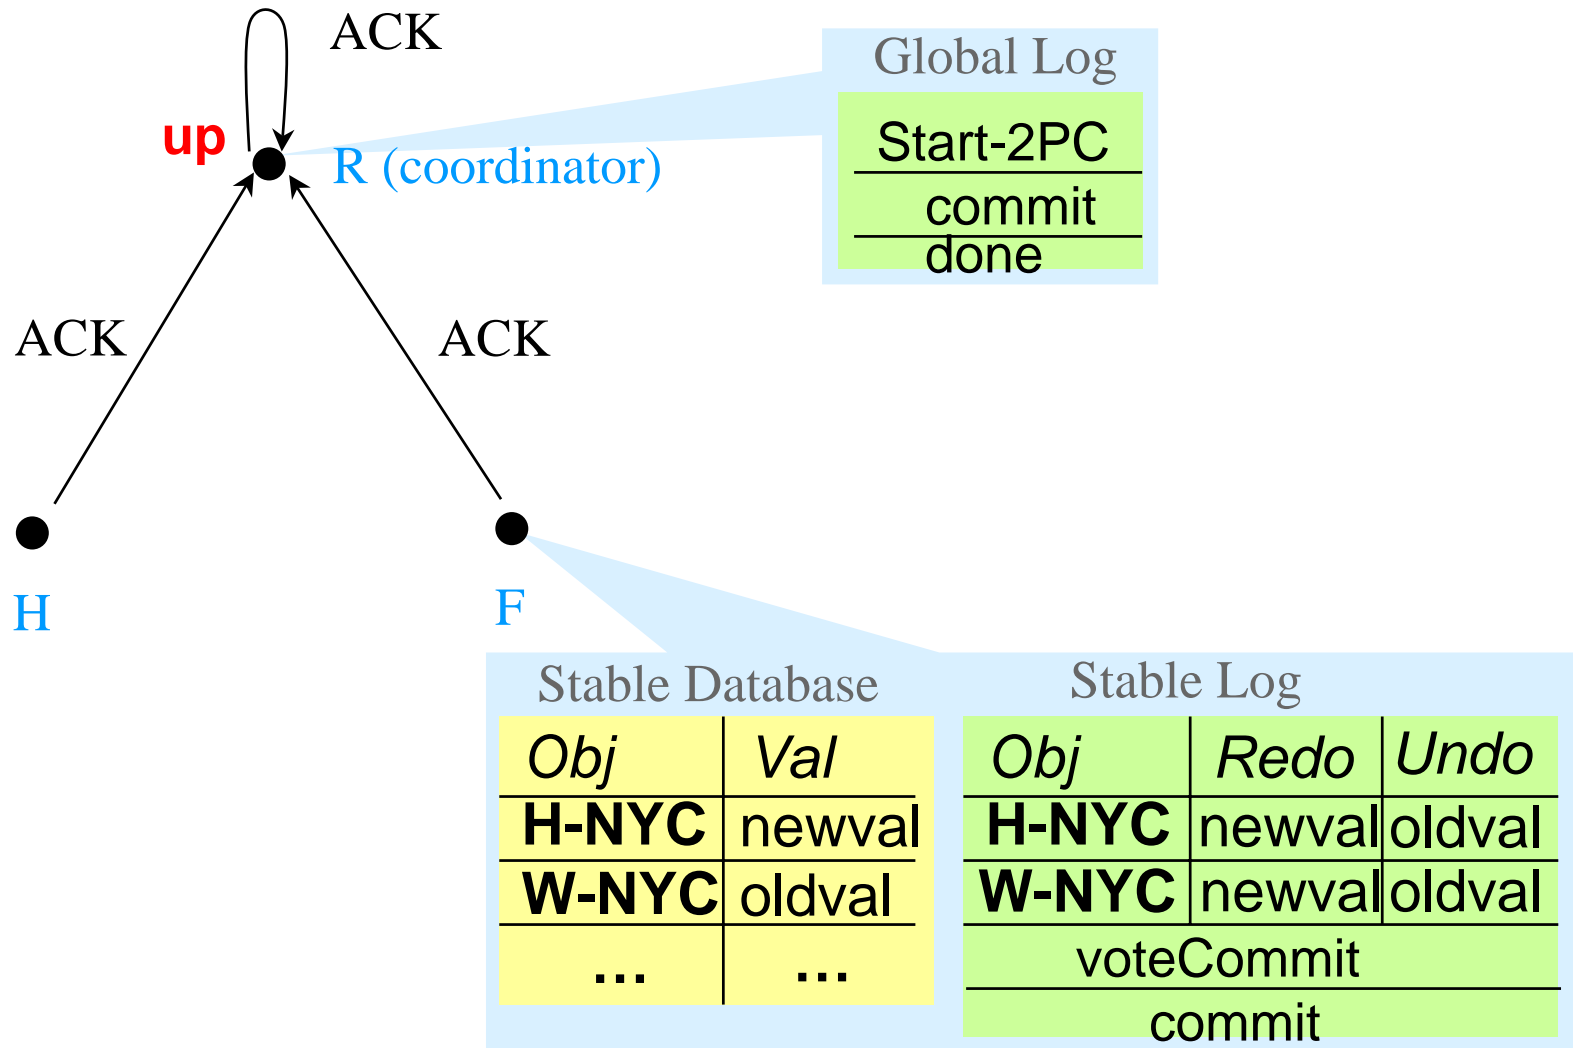 ACK
Global Log
up
R (coordinator)
Start-2PC
commit
done
ACK
ACK
H
F
Stable Database
Stable Log
Obj Val
Obj Redo Undo
H-NYC newval
H-NYC newval oldval
W-NYC oldval
W-NYC newval oldval
... ...
voteCommit
commit